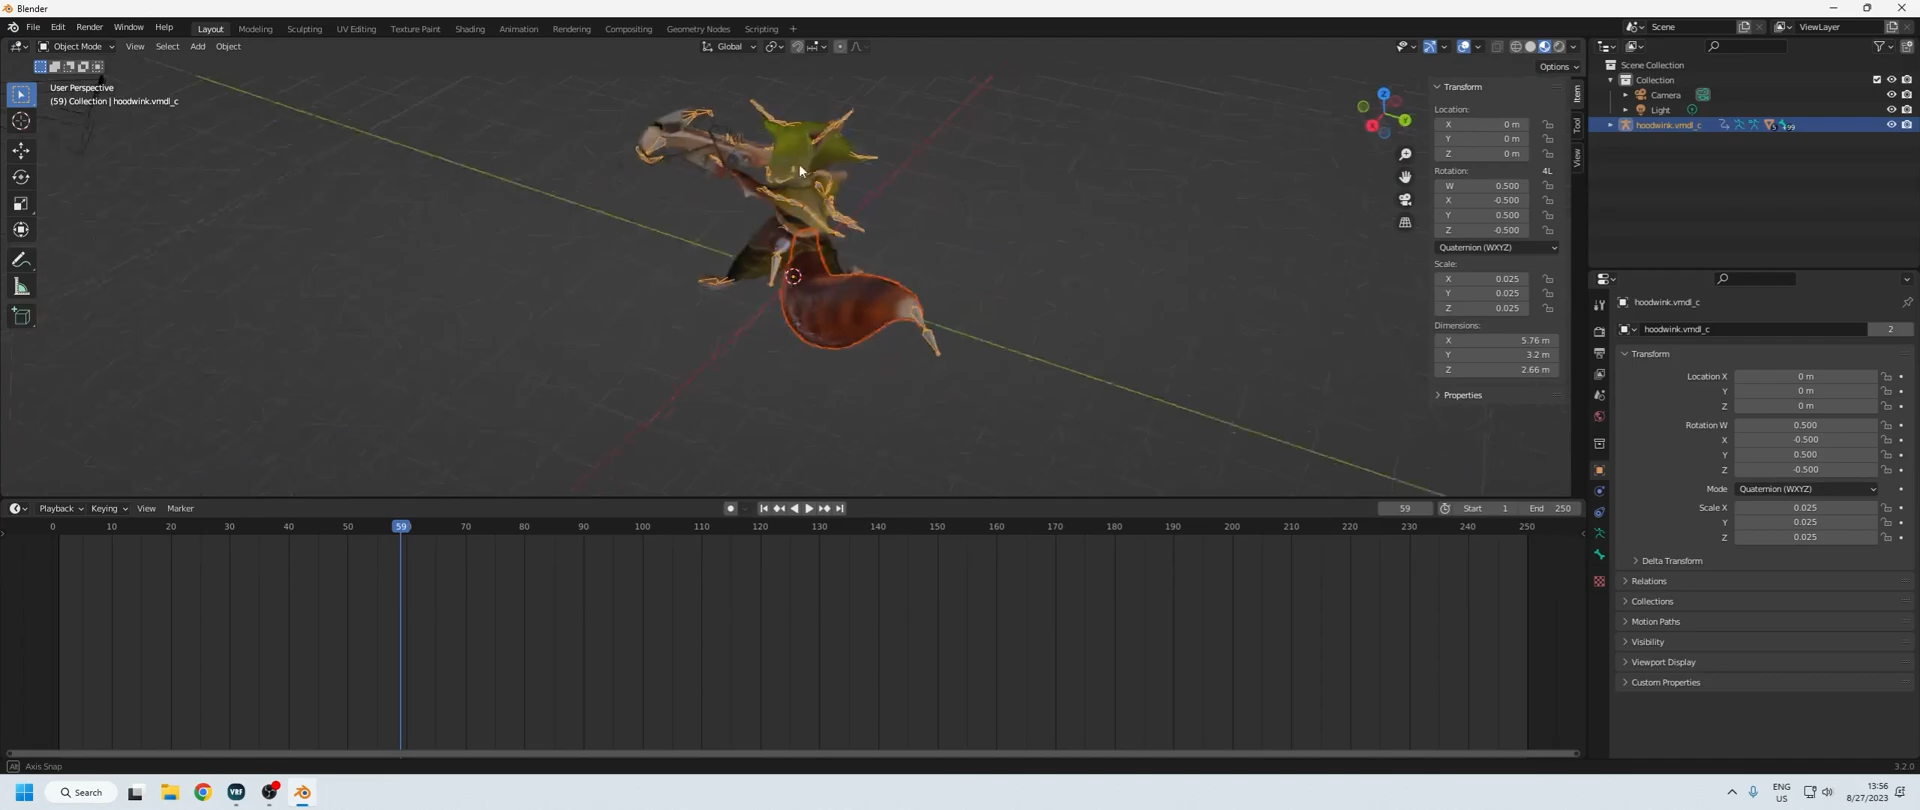 Blender
File Edit Render Window Help
Layout Modeling Sculpting UV Editing Texture Paint Shading Animation Rendering Compositing Geometry Nodes Scripting +
Scene
ViewLayer
Object Mode View Select Add Object
Global
Options
User Perspective
(59) Collection | hoodwink.vmdl_c
Transform
Location:
X 0 m
Y 0 m
Z 0 m
Rotation: 4L
W 0.500
X -0.500
Y 0.500
Z -0.500
Quaternion (WXYZ)
Scale:
X 0.025
Y 0.025
Z 0.025
Dimensions:
X 5.76 m
Y 3.2 m
Z 2.66 m
Properties
Item
Tool
View
Z
Y
X
Scene Collection
Collection
Camera
Light
hoodwink.vmdl_c 5 99
hoodwink.vmdl_c
hoodwink.vmdl_c 2
Transform
Location X 0 m
Y 0 m
Z 0 m
Rotation W 0.500
X -0.500
Y 0.500
Z -0.500
Mode Quaternion (WXYZ)
Scale X 0.025
Y 0.025
Z 0.025
Delta Transform
Relations
Collections
Motion Paths
Visibility
Viewport Display
Custom Properties
Playback Keying View Marker
59 Start 1 End 250
0 10 20 30 40 50 59 70 80 90 100 110 120 130 140 150 160 170 180 190 200 210 220 230 240 250
Alt Axis Snap
3.2.0
Search
VRF
ENG
US
13:56
8/27/2023